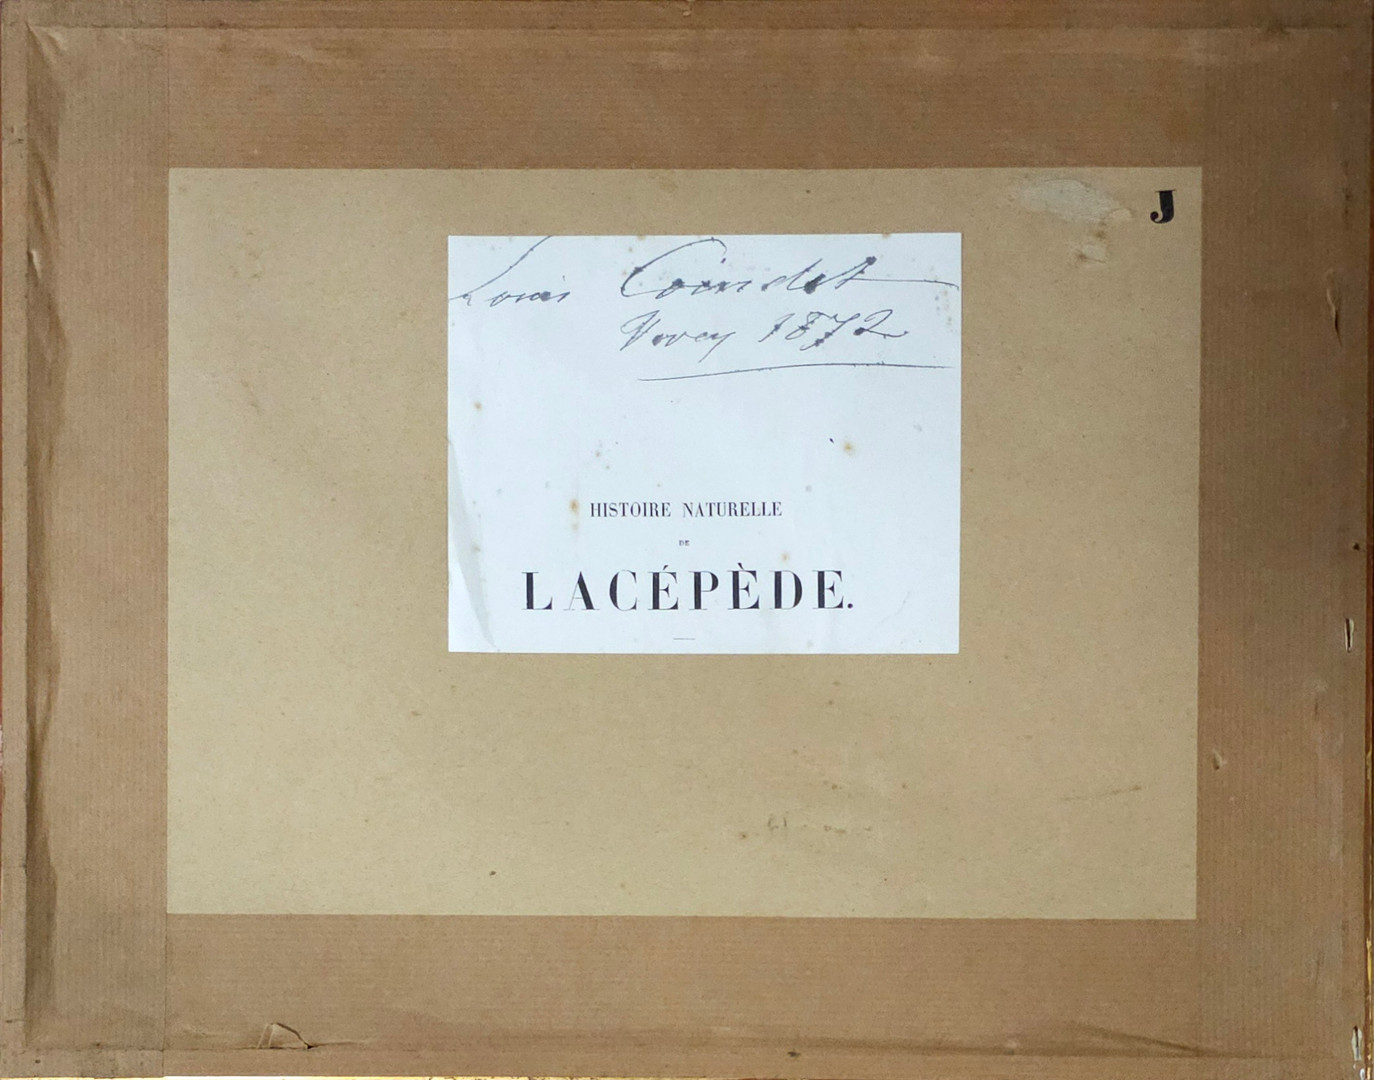 J
Louis Coindet
Vevey 1872
HISTOIRE NATURELLE
DE
LACÉPÈDE.